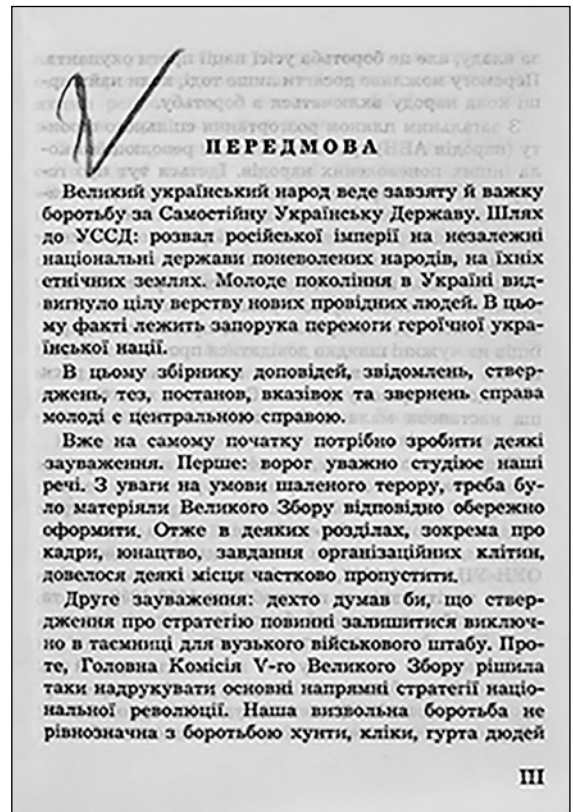 ПЕРЕДМОВА
Великий український народ веде завзяту й важку
боротьбу за Самостійну Українську Державу. Шлях
до УССД: розвал російської імперії на незалежні
національні держави поневолених народів, на їхніх
етнічних землях. Молоде покоління в Україні вид-
вигнуло цілу верству нових провідних людей. В цьо-
му факті лежить запорука перемоги героїчної укра-
їнської нації.
В цьому збірнику доповідей, звідомлень, ствер-
джень, тез, постанов, вказівок та звернень справа
молоді є центральною справою.
Вже на самому початку потрібно зробити деякі
зауваження. Перше: ворог уважно студіює наші
речі. З уваги на умови шаленого терору, треба бу-
ло матеріяли Великого Збору відповідно обережно
оформити. Отже в деяких розділах, зокрема про
кадри, юнацтво, завдання організаційних клітин,
довелося деякі місця частково пропустити.
Друге зауваження: дехто думав би, що ствер-
дження про стратегію повинні залишитися виключ-
но в таємниці для вузького військового штабу. Про-
те, Головна Комісія V-го Великого Збору рішила
таки надрукувати основні напрямні стратегії націо-
нальної революції. Наша визвольна боротьба не
рівнозначна з боротьбою хунти, кліки, гурта людей
III